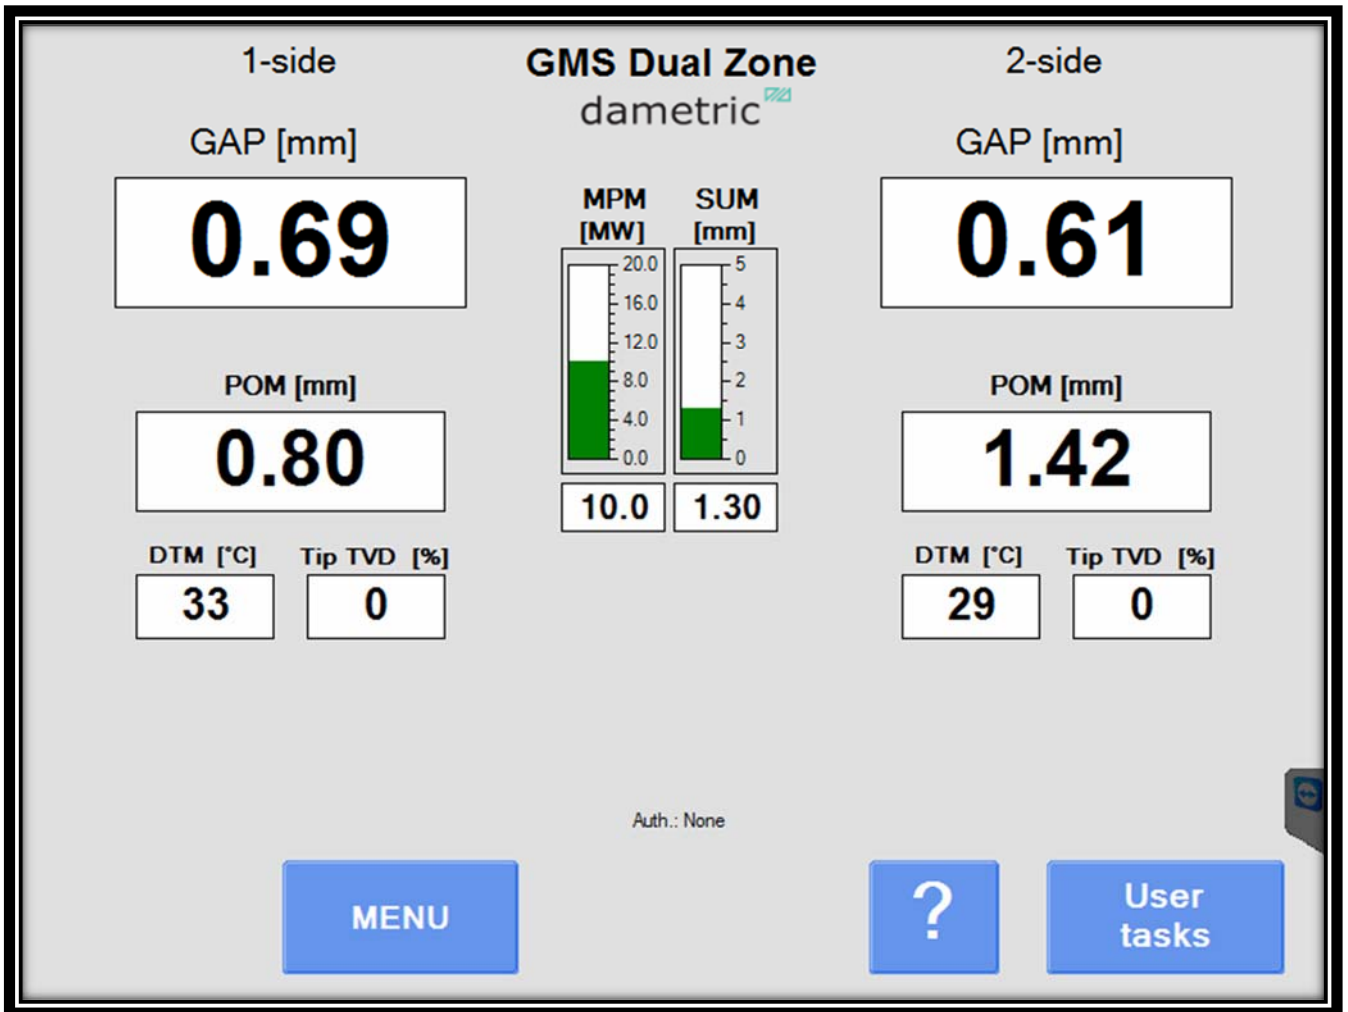 1-side
GMS Dual Zone
2-side
dametric
GAP [mm]
0.69
GAP [mm]
0.61
MPM
[MW]
SUM
[mm]
20.0
16.0
12.0
8.0
4.0
0.0
5
4
3
2
1
0
10.0
1.30
POM [mm]
0.80
POM [mm]
1.42
DTM [°C]
Tip TVD [%]
33
0
DTM [°C]
Tip TVD [%]
29
0
Auth.: None
MENU
?
User
tasks